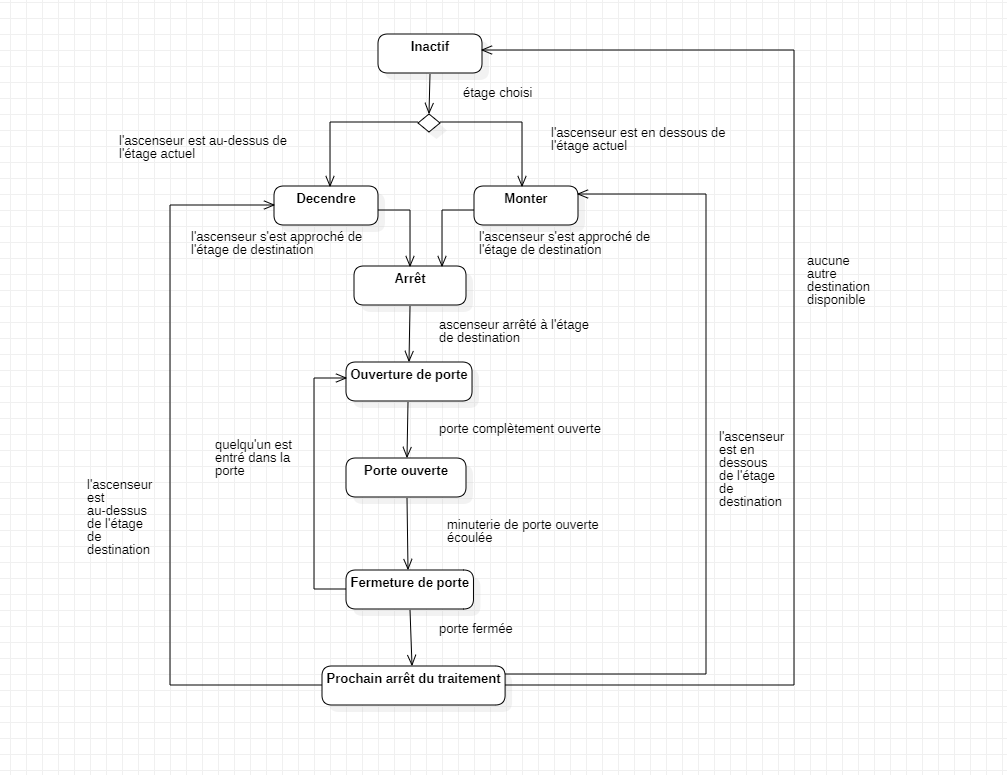 Inactif
étage choisi
l'ascenseur est au-dessus de
l'étage actuel
l'ascenseur est en dessous de
l'étage actuel
Decendre
Monter
l'ascenseur s'est approché de
l'étage de destination
l'ascenseur s'est approché de
l'étage de destination
aucune
autre
destination
disponible
Arrêt
ascenseur arrêté à l'étage
de destination
Ouverture de porte
porte complètement ouverte
quelqu'un est
entré dans la
porte
l'ascenseur
est en
dessous
de l'étage
de
destination
Porte ouverte
l'ascenseur
est
au-dessus
de l'étage
de
destination
minuterie de porte ouverte
écoulée
Fermeture de porte
porte fermée
Prochain arrêt du traitement